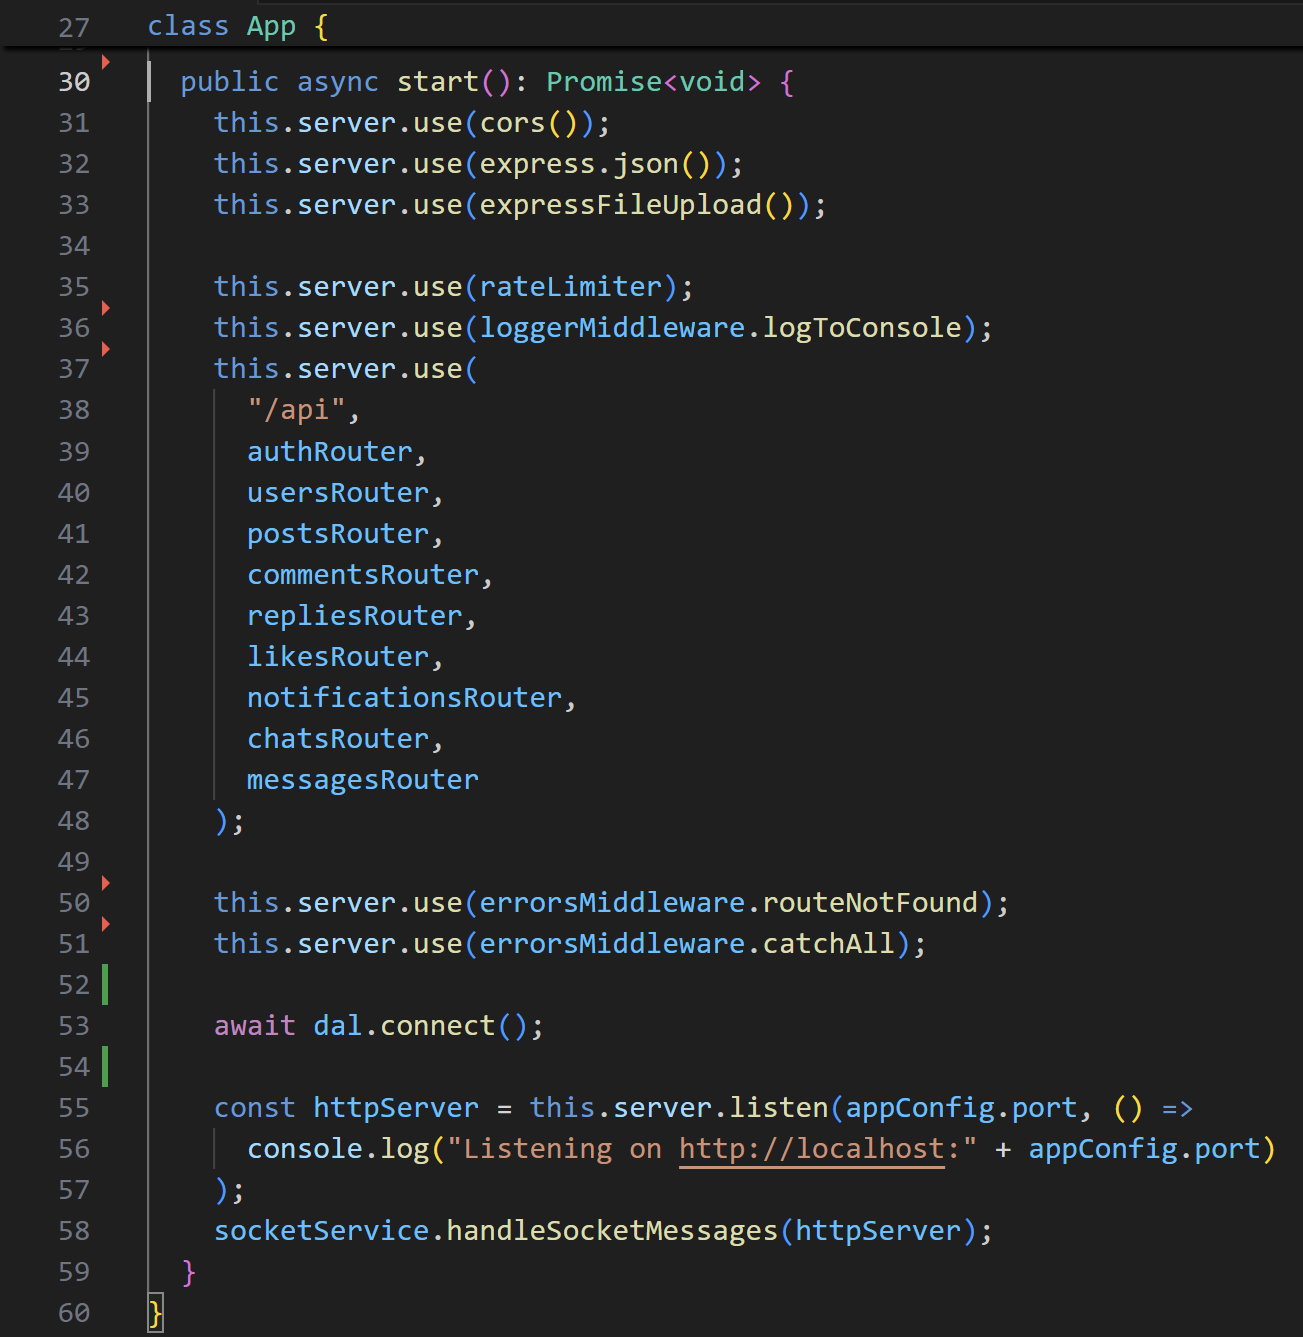 27 class App {
30 public async start(): Promise<void> {
31 this.server.use(cors());
32 this.server.use(express.json());
33 this.server.use(expressFileUpload());
34
35 this.server.use(rateLimiter);
36 this.server.use(loggerMiddleware.logToConsole);
37 this.server.use(
38 "/api",
39 authRouter,
40 usersRouter,
41 postsRouter,
42 commentsRouter,
43 repliesRouter,
44 likesRouter,
45 notificationsRouter,
46 chatsRouter,
47 messagesRouter
48 );
49
50 this.server.use(errorsMiddleware.routeNotFound);
51 this.server.use(errorsMiddleware.catchAll);
52
53 await dal.connect();
54
55 const httpServer = this.server.listen(appConfig.port, () =>
56 console.log("Listening on http://localhost:" + appConfig.port)
57 );
58 socketService.handleSocketMessages(httpServer);
59 }
60 }